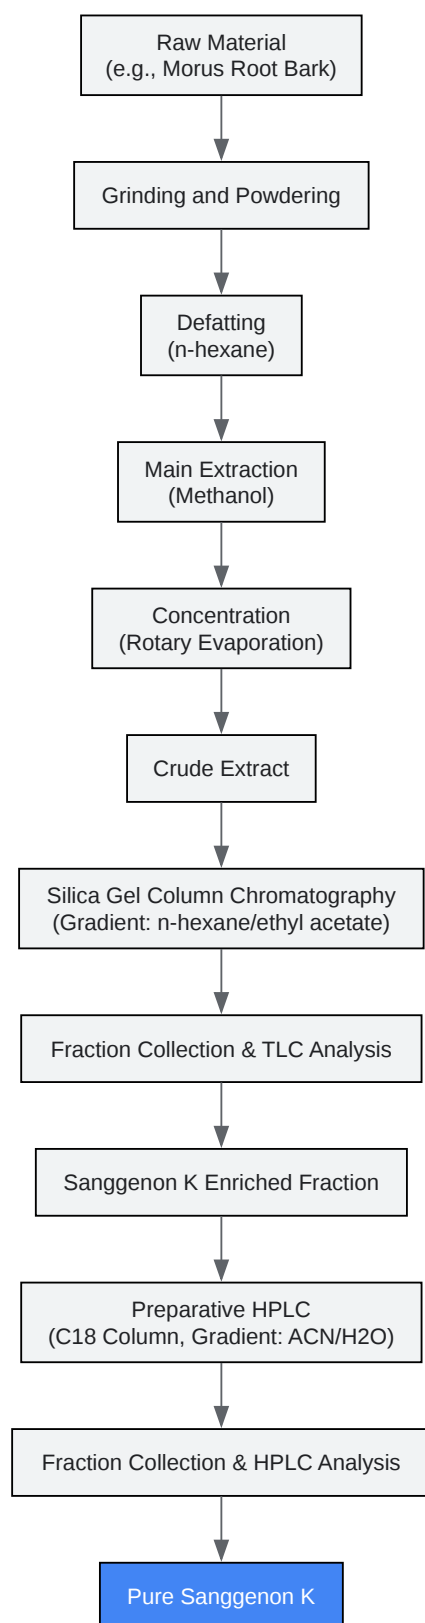 Raw Material
(e.g., Morus Root Bark)
Grinding and Powdering
Defatting
(n-hexane)
Main Extraction
(Methanol)
Concentration
(Rotary Evaporation)
Crude Extract
Silica Gel Column Chromatography
(Gradient: n-hexane/ethyl acetate)
Fraction Collection & TLC Analysis
Sanggenon K Enriched Fraction
Preparative HPLC
(C18 Column, Gradient: ACN/H2O)
Fraction Collection & HPLC Analysis
Pure Sanggenon K